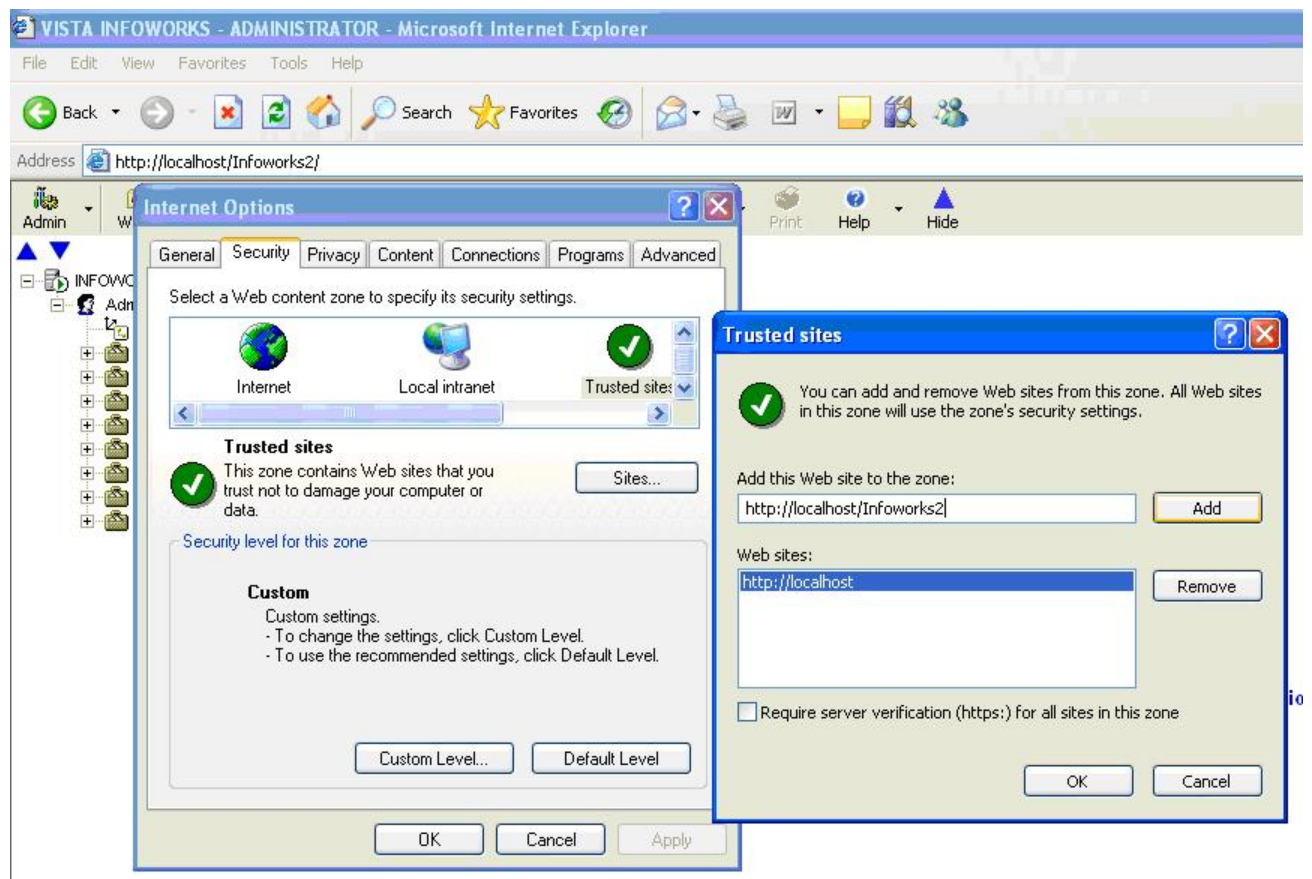 VISTA INFOWORKS - ADMINISTRATOR - Microsoft Internet Explorer
File Edit View Favorites Tools Help
Back Search Favorites
Address http://localhost/Infoworks2/
Admin W Print Help Hide
Internet Options
General Security Privacy Content Connections Programs Advanced
INFOWO
Adm
Select a Web content zone to specify its security settings.
Internet Local intranet Trusted sites
Trusted sites
This zone contains Web sites that you
trust not to damage your computer or
data.
Sites...
Security level for this zone
Custom
Custom settings.
- To change the settings, click Custom Level.
- To use the recommended settings, click Default Level.
Custom Level... Default Level
OK Cancel Apply
Trusted sites
You can add and remove Web sites from this zone. All Web sites
in this zone will use the zone's security settings.
Add this Web site to the zone:
http://localhost/Infoworks2 Add
Web sites:
http://localhost Remove
Require server verification (https:) for all sites in this zone
OK Cancel
io